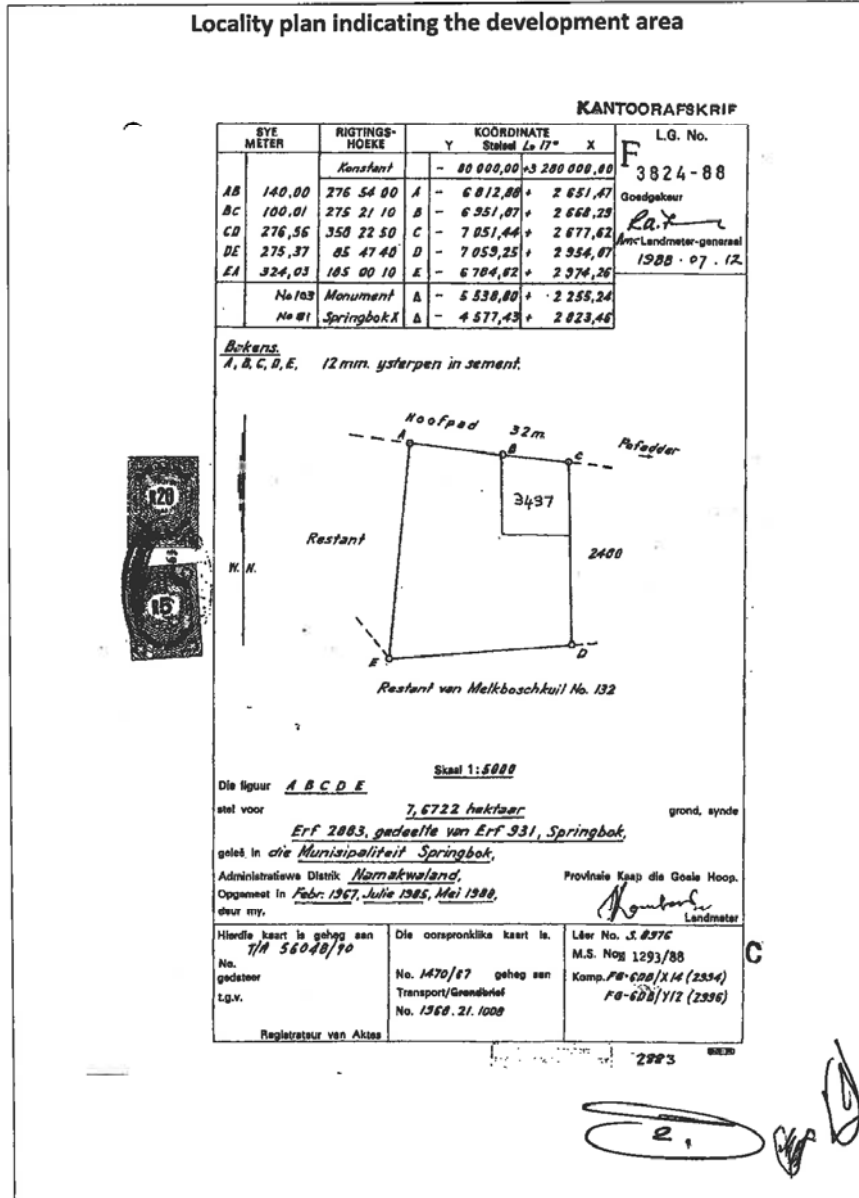 Locality plan indicating the development area
KANTOORAFSKRIF
SYE METER RIGTINGS-HOEKE KOÖRDINATE Y Stelsel Lo 17° X
Konstant - 80 000,00 +3 280 000,00
AB 140,00 276 54 00 A - 6 812,88 + 2 651,47
BC 100,01 275 21 10 B - 6 951,87 + 2 668,29
CD 276,56 358 22 50 C - 7 051,44 + 2 677,62
DE 275,37 85 47 40 D - 7 059,25 + 2 954,07
EA 324,03 185 00 10 E - 6 784,62 + 2 974,26
No 103 Monument Δ - 5 538,80 + 2 255,24
No 81 Springbok X Δ - 4 577,43 + 2 823,46
L.G. No.
F 3824-88
Goedgekeur
Landmeter-generaal
1988.07.12
Bakens.
A, B, C, D, E, 12 mm. ysterpen in sement.
Hoofpad 32 m.
A
B
C
Pofadder
3437
Restant
2400
W. N.
R20
R5
E
D
Restant van Melkboschkuil No. 132
Skaal 1:5000
Die figuur A B C D E
stel voor 7,6722 hektaar grond, synde
Erf 2883, gedeelte van Erf 931, Springbok,
geleë in die Munisipaliteit Springbok,
Administratiewe Distrik Namakwaland, Provinsie Kaap die Goeie Hoop.
Opgemeet in Febr. 1967, Julie 1985, Mei 1988,
deur my,
Landmeter
Hierdie kaart is geheg aan
T/A 56048/90
No.
gedateer
t.g.v.
Registrateur van Aktes
Die oorspronklike kaart is.
No. 1470/67 geheg aan
Transport/Grondbrief
No. 1968.21.1008
Lêer No. S.8976
M.S. No 1293/88
Komp. FG-6DB/X14 (2994)
FG-6DB/Y12 (2996)
C
2883
2.